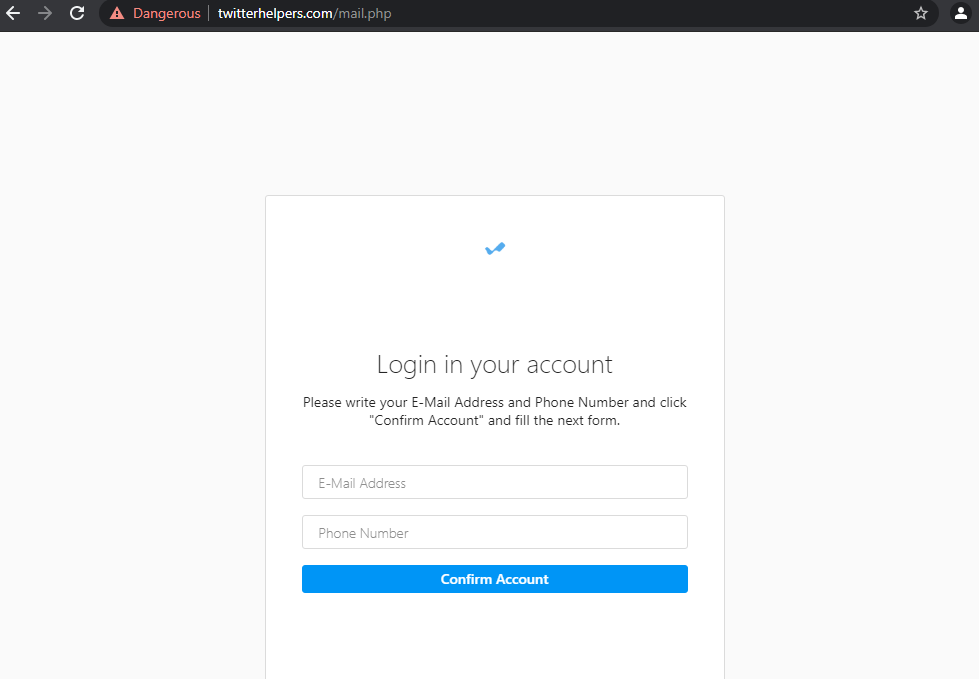 Dangerous twitterhelpers.com/mail.php
Login in your account
Please write your E-Mail Address and Phone Number and click
"Confirm Account" and fill the next form.
E-Mail Address
Phone Number
Confirm Account